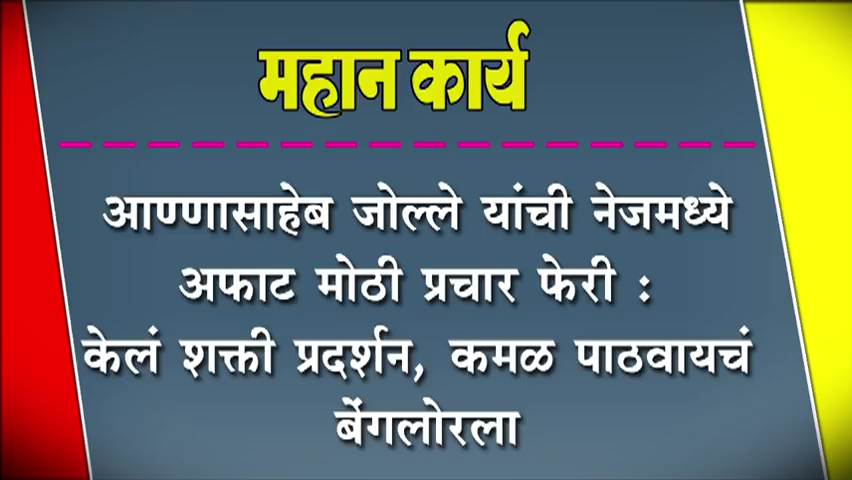 महान कार्य
आण्णासाहेब जोल्ले यांची नेजमध्ये
अफाट मोठी प्रचार फेरी :
केलं शक्ती प्रदर्शन, कमळ पाठवायचं
बेंगलोरला